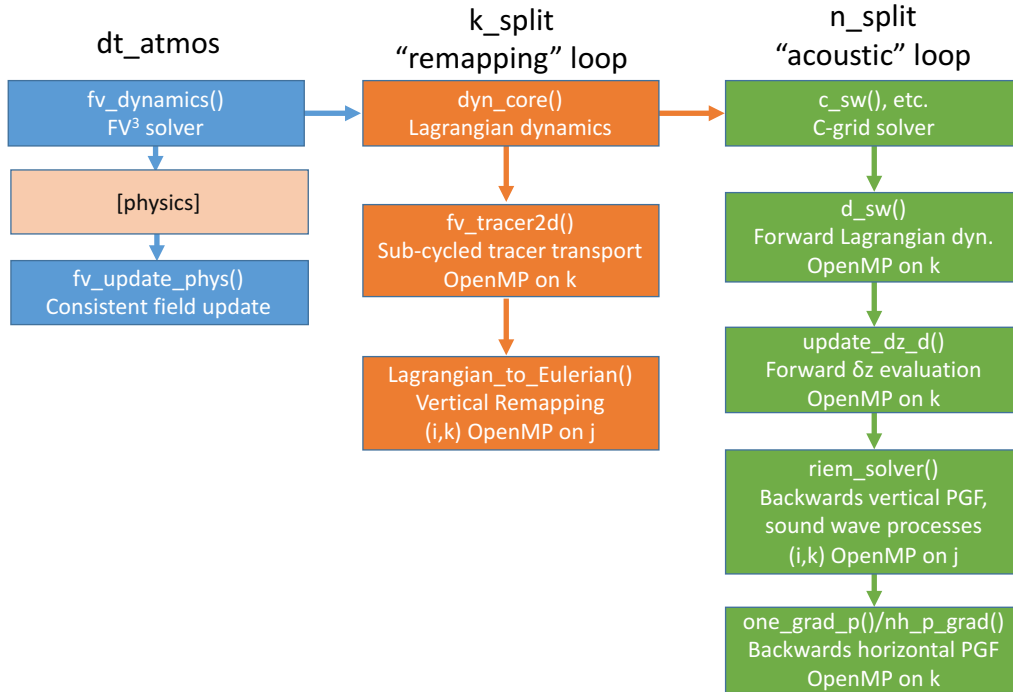 dt_atmos
fv_dynamics()
FV³ solver
[physics]
fv_update_phys()
Consistent field update
k_split
“remapping” loop
dyn_core()
Lagrangian dynamics
fv_tracer2d()
Sub-cycled tracer transport
OpenMP on k
Lagrangian_to_Eulerian()
Vertical Remapping
(i,k) OpenMP on j
n_split
“acoustic” loop
c_sw(), etc.
C-grid solver
d_sw()
Forward Lagrangian dyn.
OpenMP on k
update_dz_d()
Forward δz evaluation
OpenMP on k
riem_solver()
Backwards vertical PGF,
sound wave processes
(i,k) OpenMP on j
one_grad_p()/nh_p_grad()
Backwards horizontal PGF
OpenMP on k